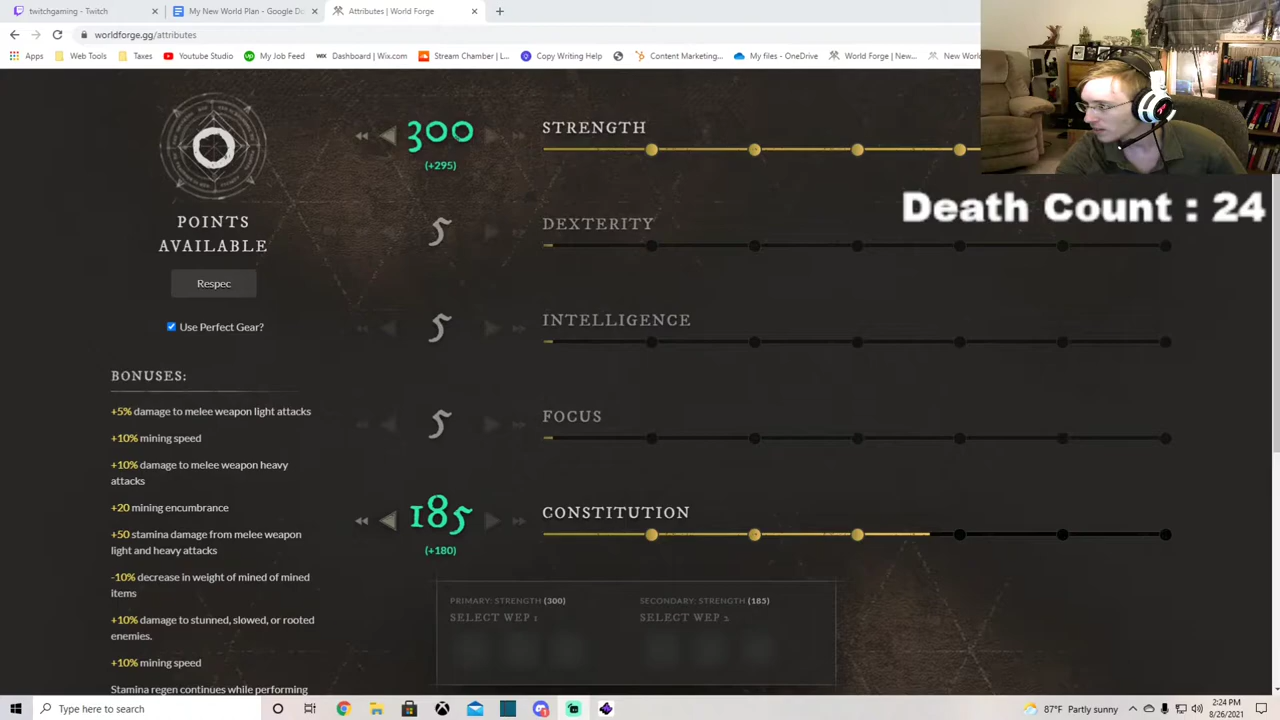 twitchgaming - Twitch
My New World Plan - Google Do
Attributes | World Forge
worldforge.gg/attributes
Apps
Web Tools
Taxes
Youtube Studio
My Job Feed
Dashboard | Wix.com
Stream Chamber | L...
Copy Writing Help
Content Marketing...
My files - OneDrive
World Forge | New...
New Worl
POINTS
AVAILABLE
Respec
Use Perfect Gear?
BONUSES:
+5% damage to melee weapon light attacks
+10% mining speed
+10% damage to melee weapon heavy
attacks
+20 mining encumbrance
+50 stamina damage from melee weapon
light and heavy attacks
-10% decrease in weight of mined of mined
items
+10% damage to stunned, slowed, or rooted
enemies.
+10% mining speed
Stamina regen continues while performing
300
(+295)
STRENGTH
5
DEXTERITY
5
INTELLIGENCE
5
FOCUS
185
(+180)
CONSTITUTION
PRIMARY: STRENGTH (300)
SELECT WEP 1
SECONDARY: STRENGTH (185)
SELECT WEP 2
Death Count : 24
Type here to search
87°F Partly sunny
2:24 PM
8/26/2021